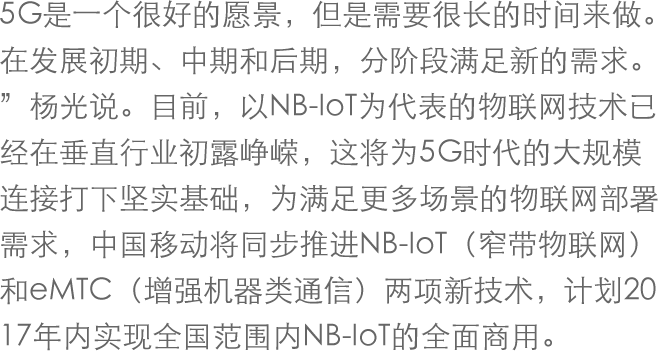 5G是一个很好的愿景，但是需要很长的时间来做。
在发展初期、中期和后期，分阶段满足新的需求。
”杨光说。目前，以NB-IoT为代表的物联网技术已
经在垂直行业初露峥嵘，这将为5G时代的大规模
连接打下坚实基础，为满足更多场景的物联网部署
需求，中国移动将同步推进NB-IoT（窄带物联网）
和eMTC（增强机器类通信）两项新技术，计划20
17年内实现全国范围内NB-IoT的全面商用。